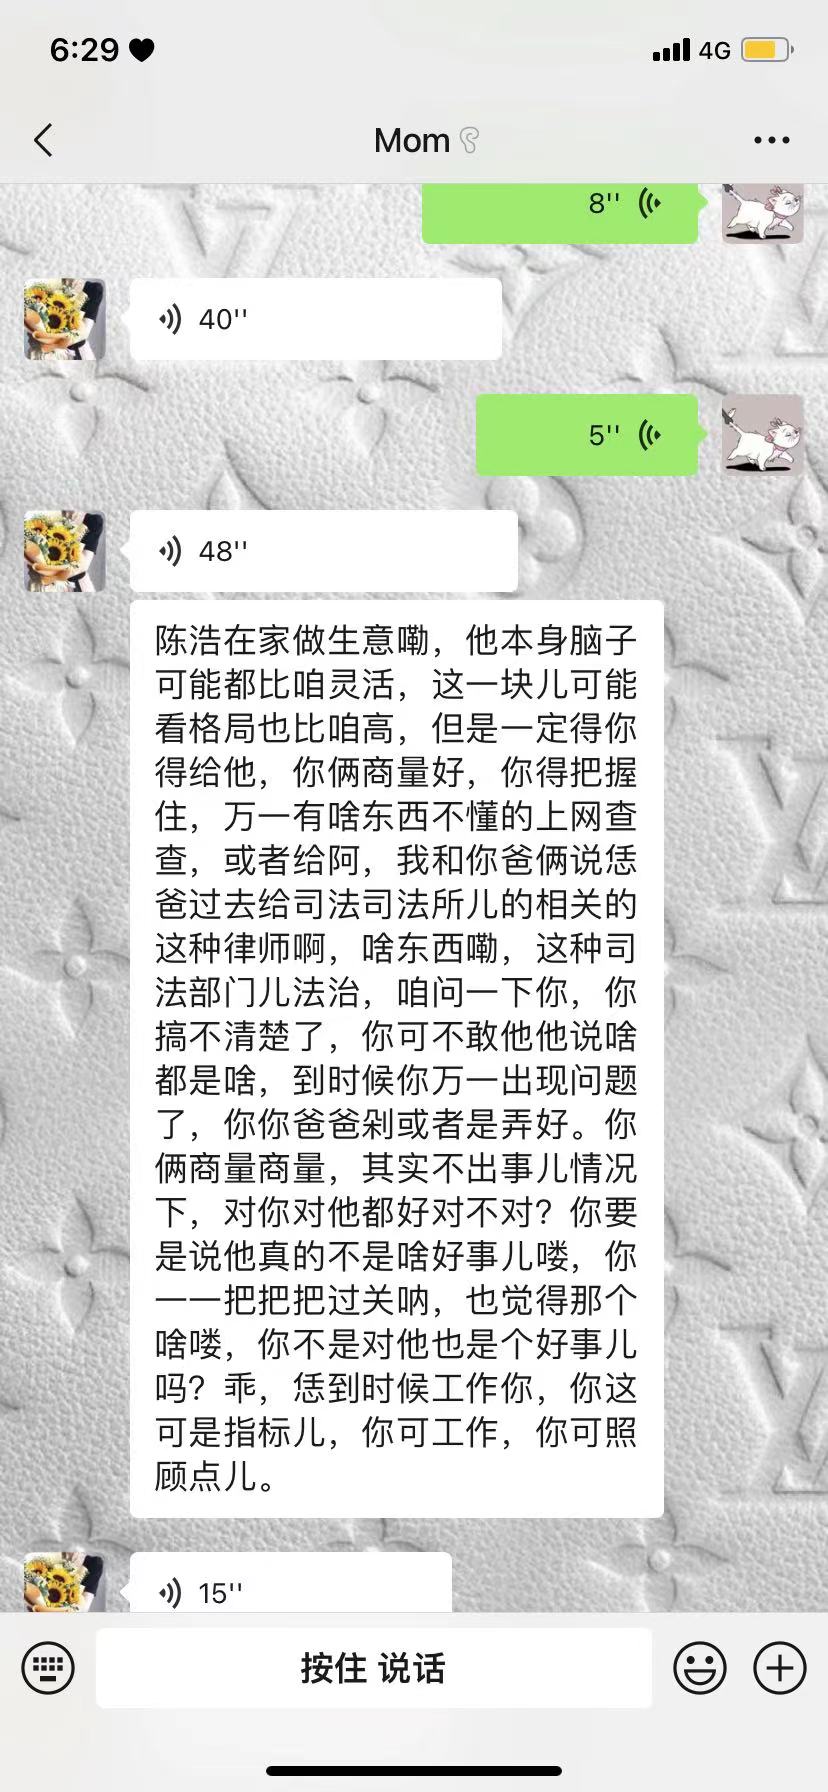 6:29
4G
Mom
8''
40''
5''
48''
陈浩在家做生意嘞，他本身脑子
可能都比咱灵活，这一块儿可能
看格局也比咱高，但是一定得你
得给他，你俩商量好，你得把握
住，万一有啥东西不懂的上网查
查，或者给阿，我和你爸俩说恁
爸过去给司法司法所儿的相关的
这种律师啊，啥东西嘞，这种司
法部门儿法治，咱问一下你，你
搞不清楚了，你可不敢他他说啥
都是啥，到时候你万一出现问题
了，你你爸爸剁或者是弄好。你
俩商量商量，其实不出事儿情况
下，对你对他都好对不对？你要
是说他真的不是啥好事儿喽，你
一一把把把过关呐，也觉得那个
啥喽，你不是对他也是个好事儿
吗？乖，恁到时候工作你，你这
可是指标儿，你可工作，你可照
顾点儿。
15''
按住 说话